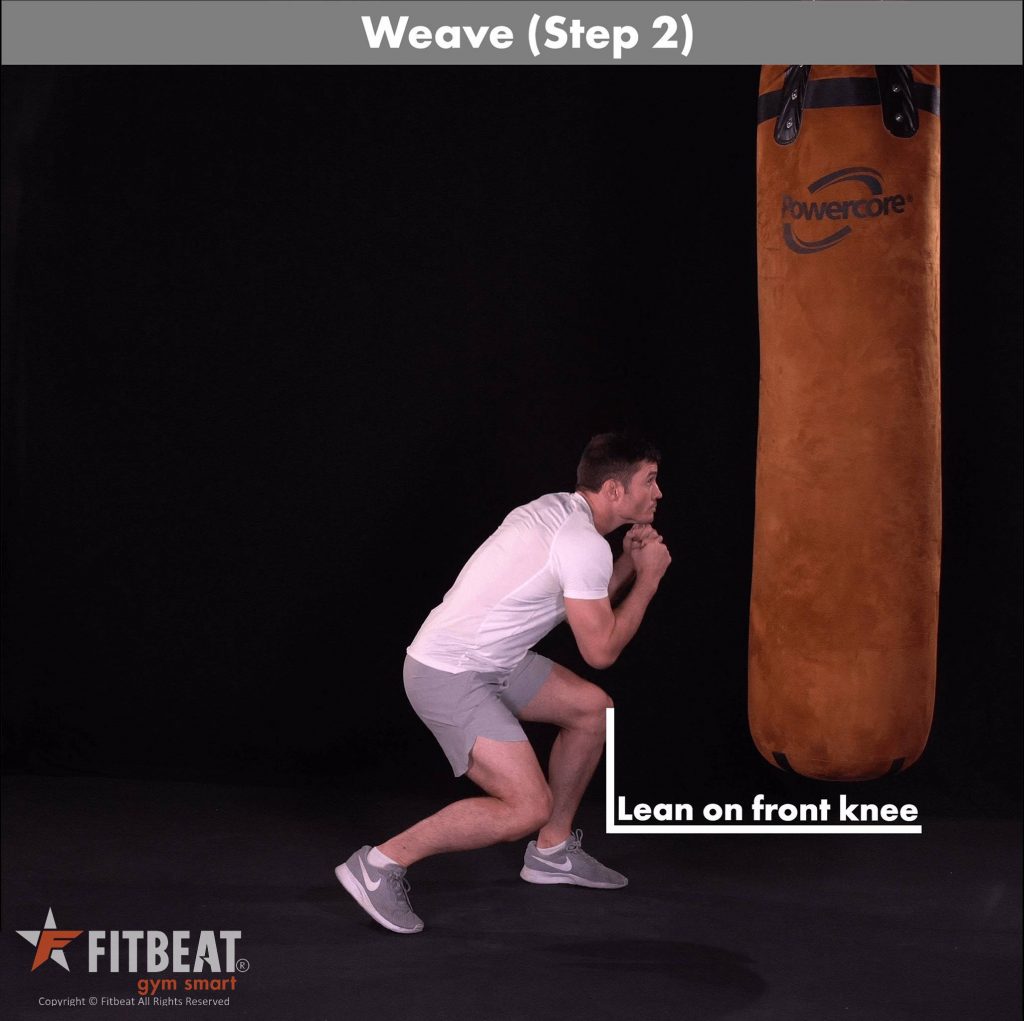 Weave (Step 2)
Powercore®
Lean on front knee
FITBEAT®
gym smart
Copyright © Fitbeat All Rights Reserved